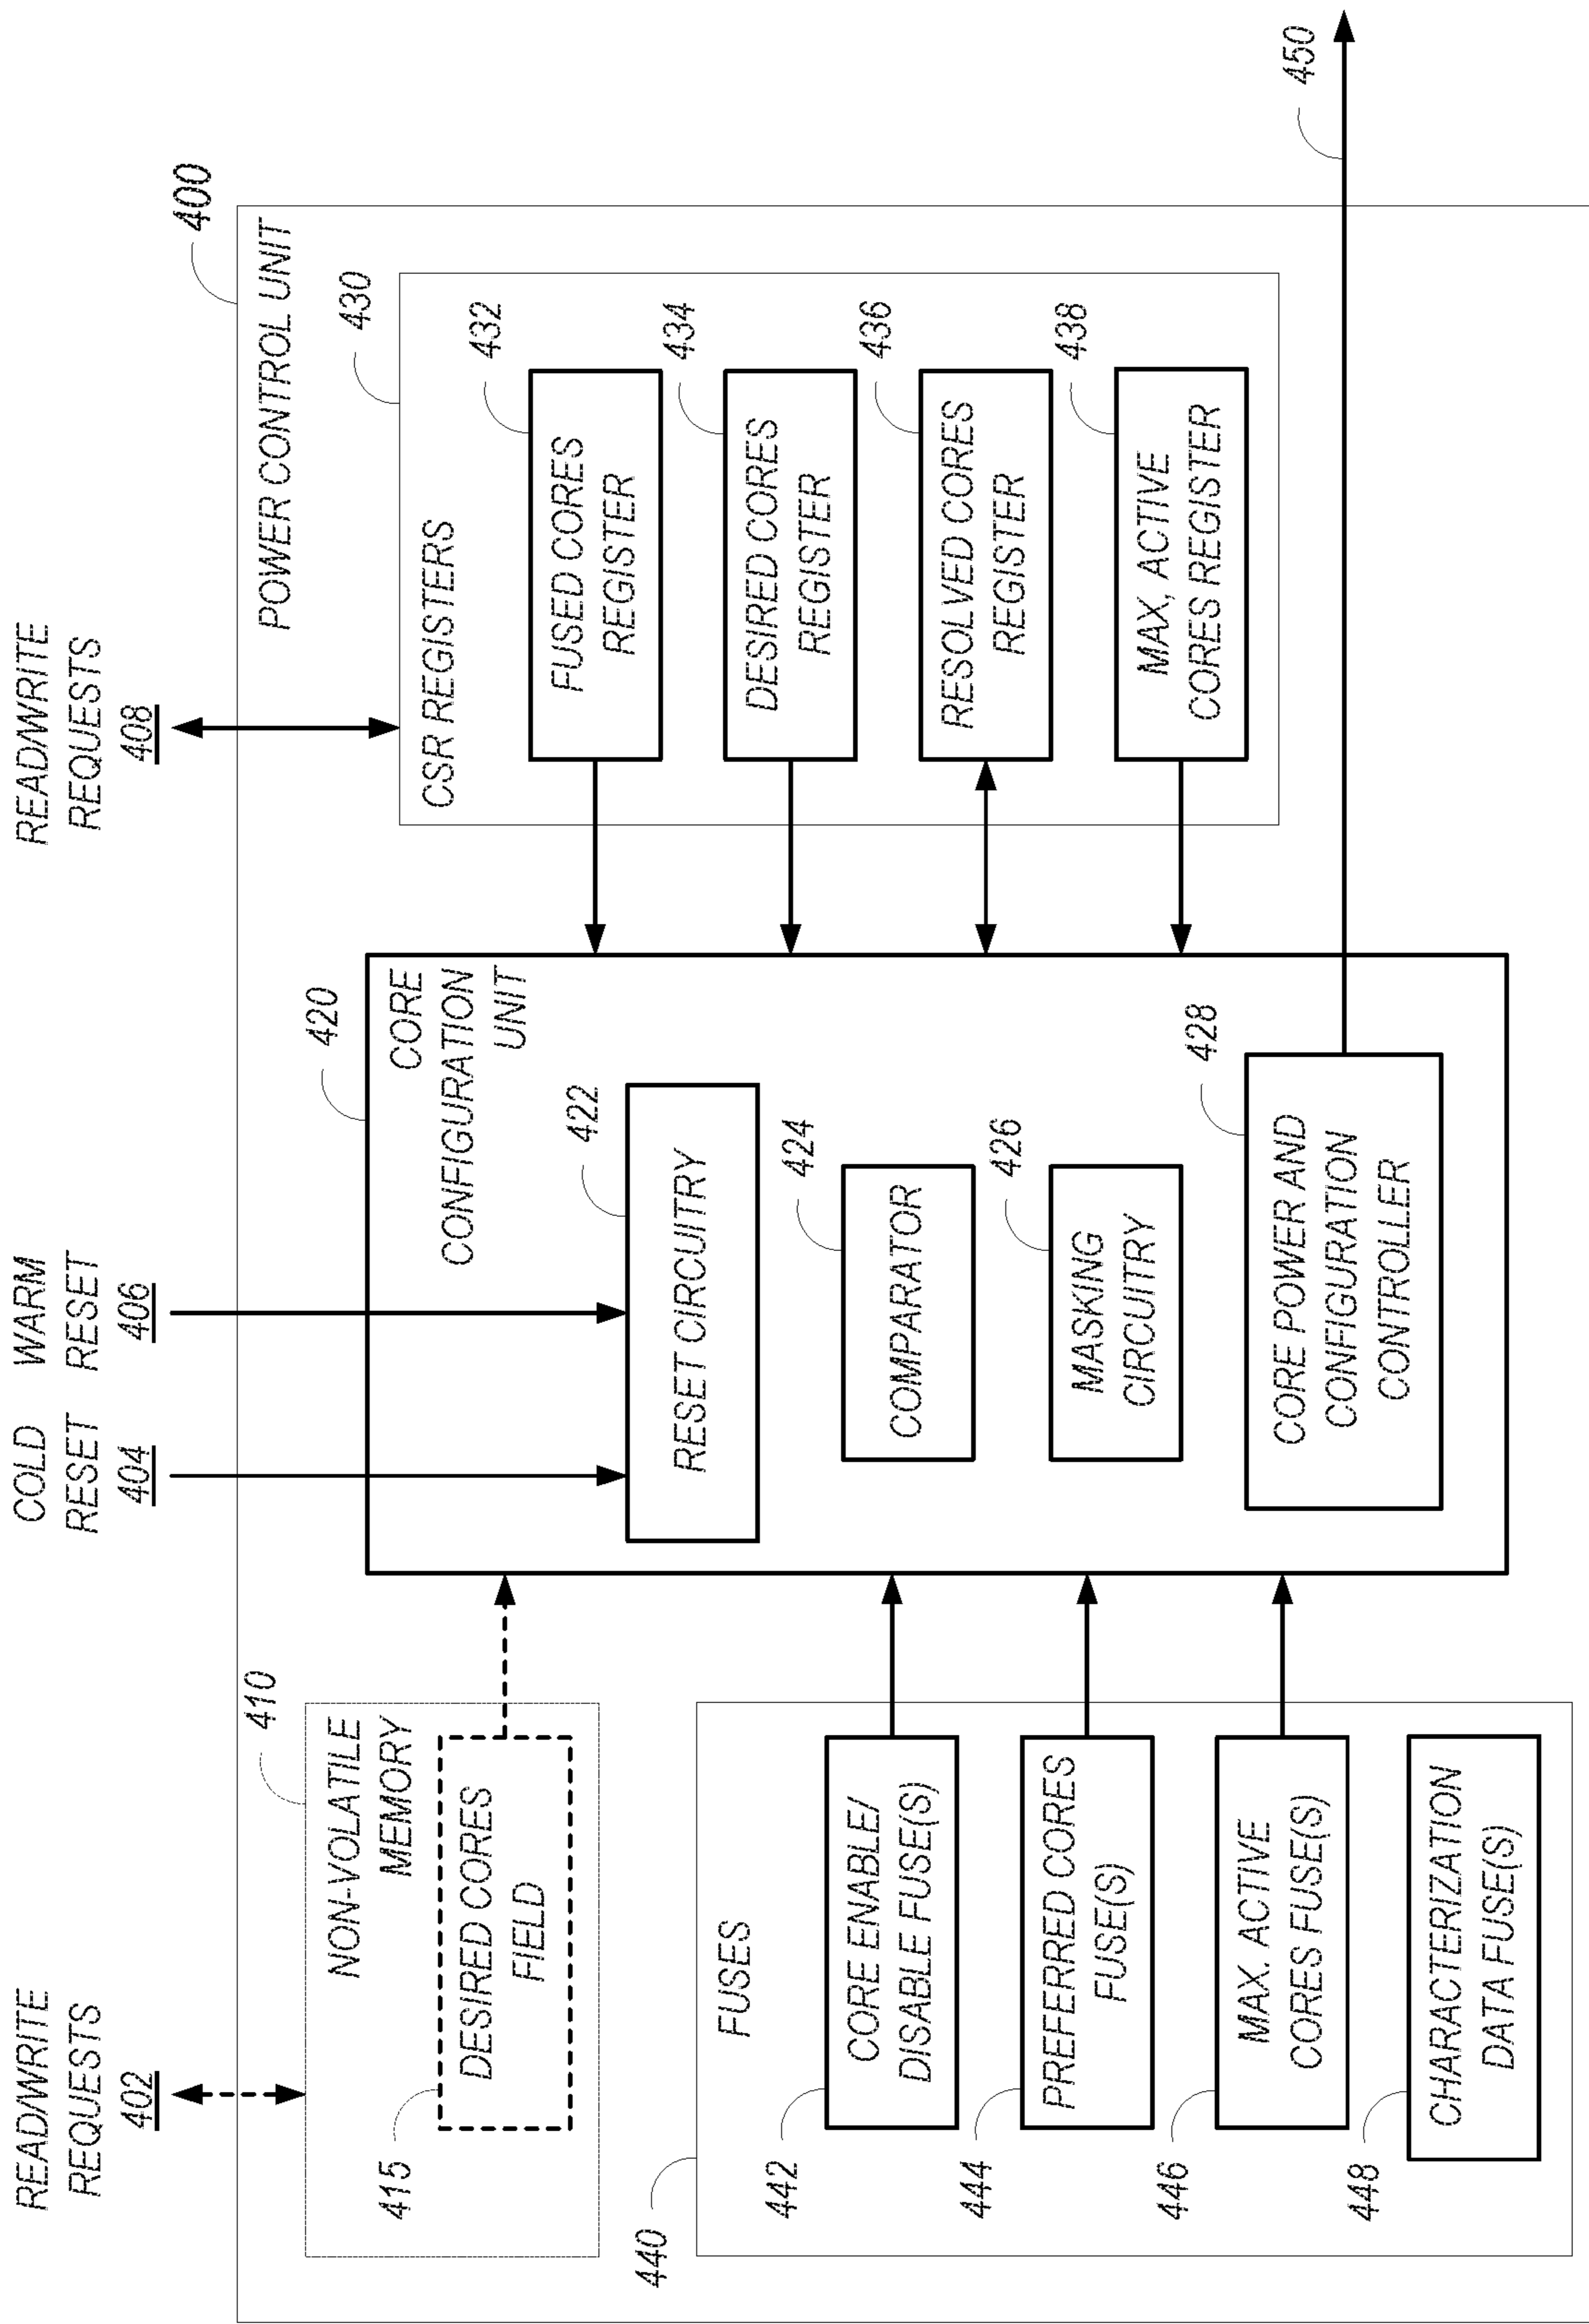 READ/WRITE
REQUESTS
402
COLD
RESET
404
WARM
RESET
406
READ/WRITE
REQUESTS
408
400
POWER CONTROL UNIT
410
NON-VOLATILE
MEMORY
415
DESIRED CORES
FIELD
440
FUSES
442
CORE ENABLE/
DISABLE FUSE(S)
444
PREFERRED CORES
FUSE(S)
446
MAX. ACTIVE
CORES FUSE(S)
448
CHARACTERIZATION
DATA FUSE(S)
420
CORE
CONFIGURATION
UNIT
422
RESET CIRCUITRY
424
COMPARATOR
426
MASKING
CIRCUITRY
428
CORE POWER AND
CONFIGURATION
CONTROLLER
430
CSR REGISTERS
432
FUSED CORES
REGISTER
434
DESIRED CORES
REGISTER
436
RESOLVED CORES
REGISTER
438
MAX, ACTIVE
CORES REGISTER
450